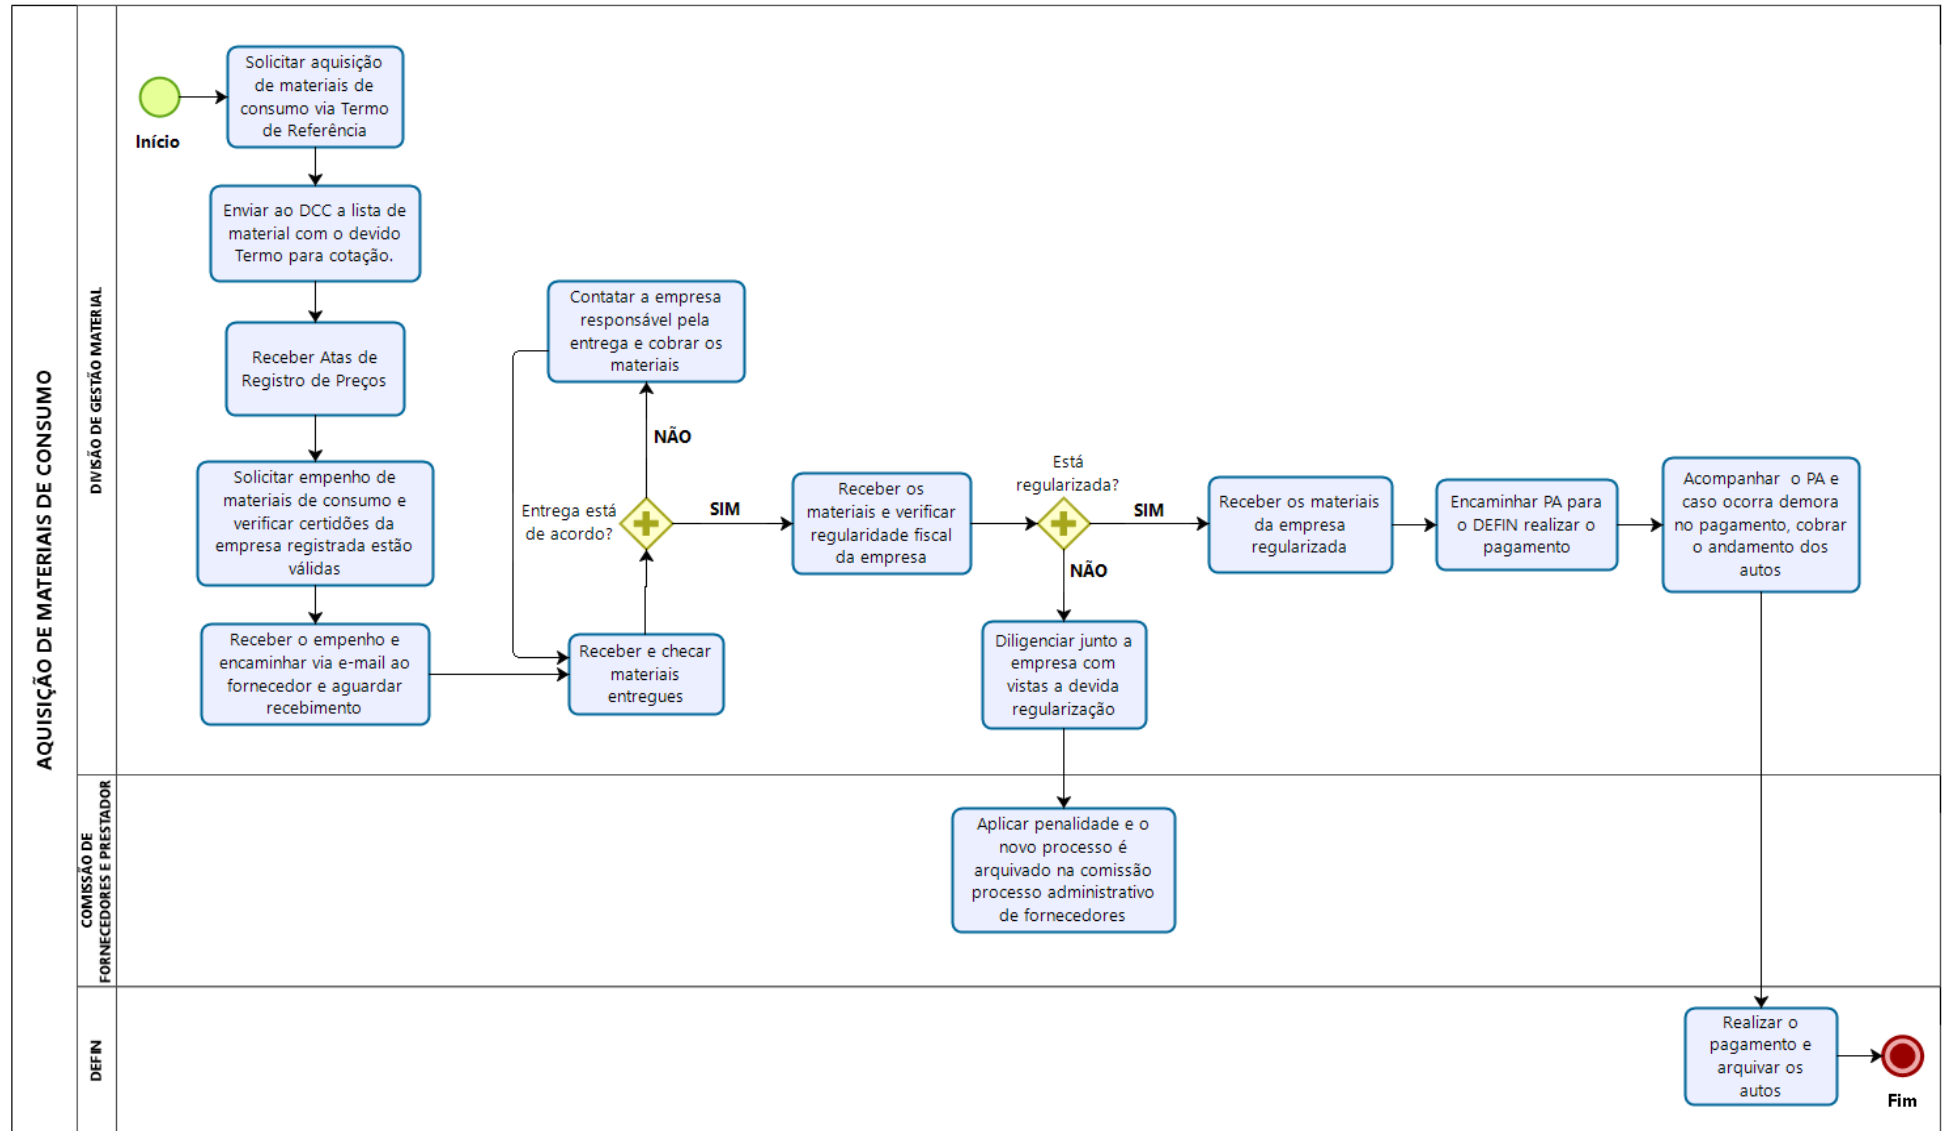 AQUISIÇÃO DE MATERIAIS DE CONSUMO
DIVISÃO DE GESTÃO MATERIAL
Início
Solicitar aquisição
de materiais de
consumo via Termo
de Referência
Enviar ao DCC a lista de
material com o devido
Termo para cotação.
Receber Atas de
Registro de Preços
Solicitar empenho de
materiais de consumo e
verificar certidões da
empresa registrada estão
válidas
Receber o empenho e
encaminhar via e-mail ao
fornecedor e aguardar
recebimento
Receber e checar
materiais
entregues
Entrega está
de acordo?
NÃO
Contatar a empresa
responsável pela
entrega e cobrar os
materiais
SIM
Receber os
materiais e verificar
regularidade fiscal
da empresa
Está
regularizada?
SIM
Receber os materiais
da empresa
regularizada
Encaminhar PA para
o DEFIN realizar o
pagamento
Acompanhar o PA e
caso ocorra demora
no pagamento, cobrar
o andamento dos
autos
NÃO
Diligenciar junto a
empresa com
vistas a devida
regularização
COMISSÃO DE
FORNECEDORES E PRESTADOR
Aplicar penalidade e o
novo processo é
arquivado na comissão
processo administrativo
de fornecedores
DEFIN
Realizar o
pagamento e
arquivar os
autos
Fim